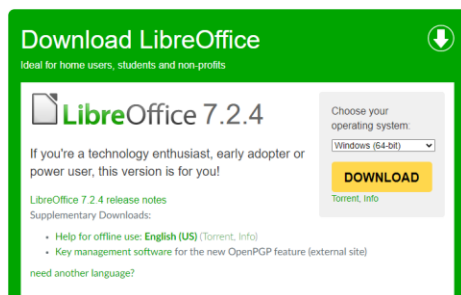 Download LibreOffice
Ideal for home users, students and non-profits
LibreOffice 7.2.4
If you're a technology enthusiast, early adopter or
power user, this version is for you!
LibreOffice 7.2.4 release notes
Supplementary Downloads:
Help for offline use: English (US) (Torrent, Info)
Key management software for the new OpenPGP feature (external site)
need another language?
Choose your
operating system:
Windows (64-bit)
DOWNLOAD
Torrent, Info